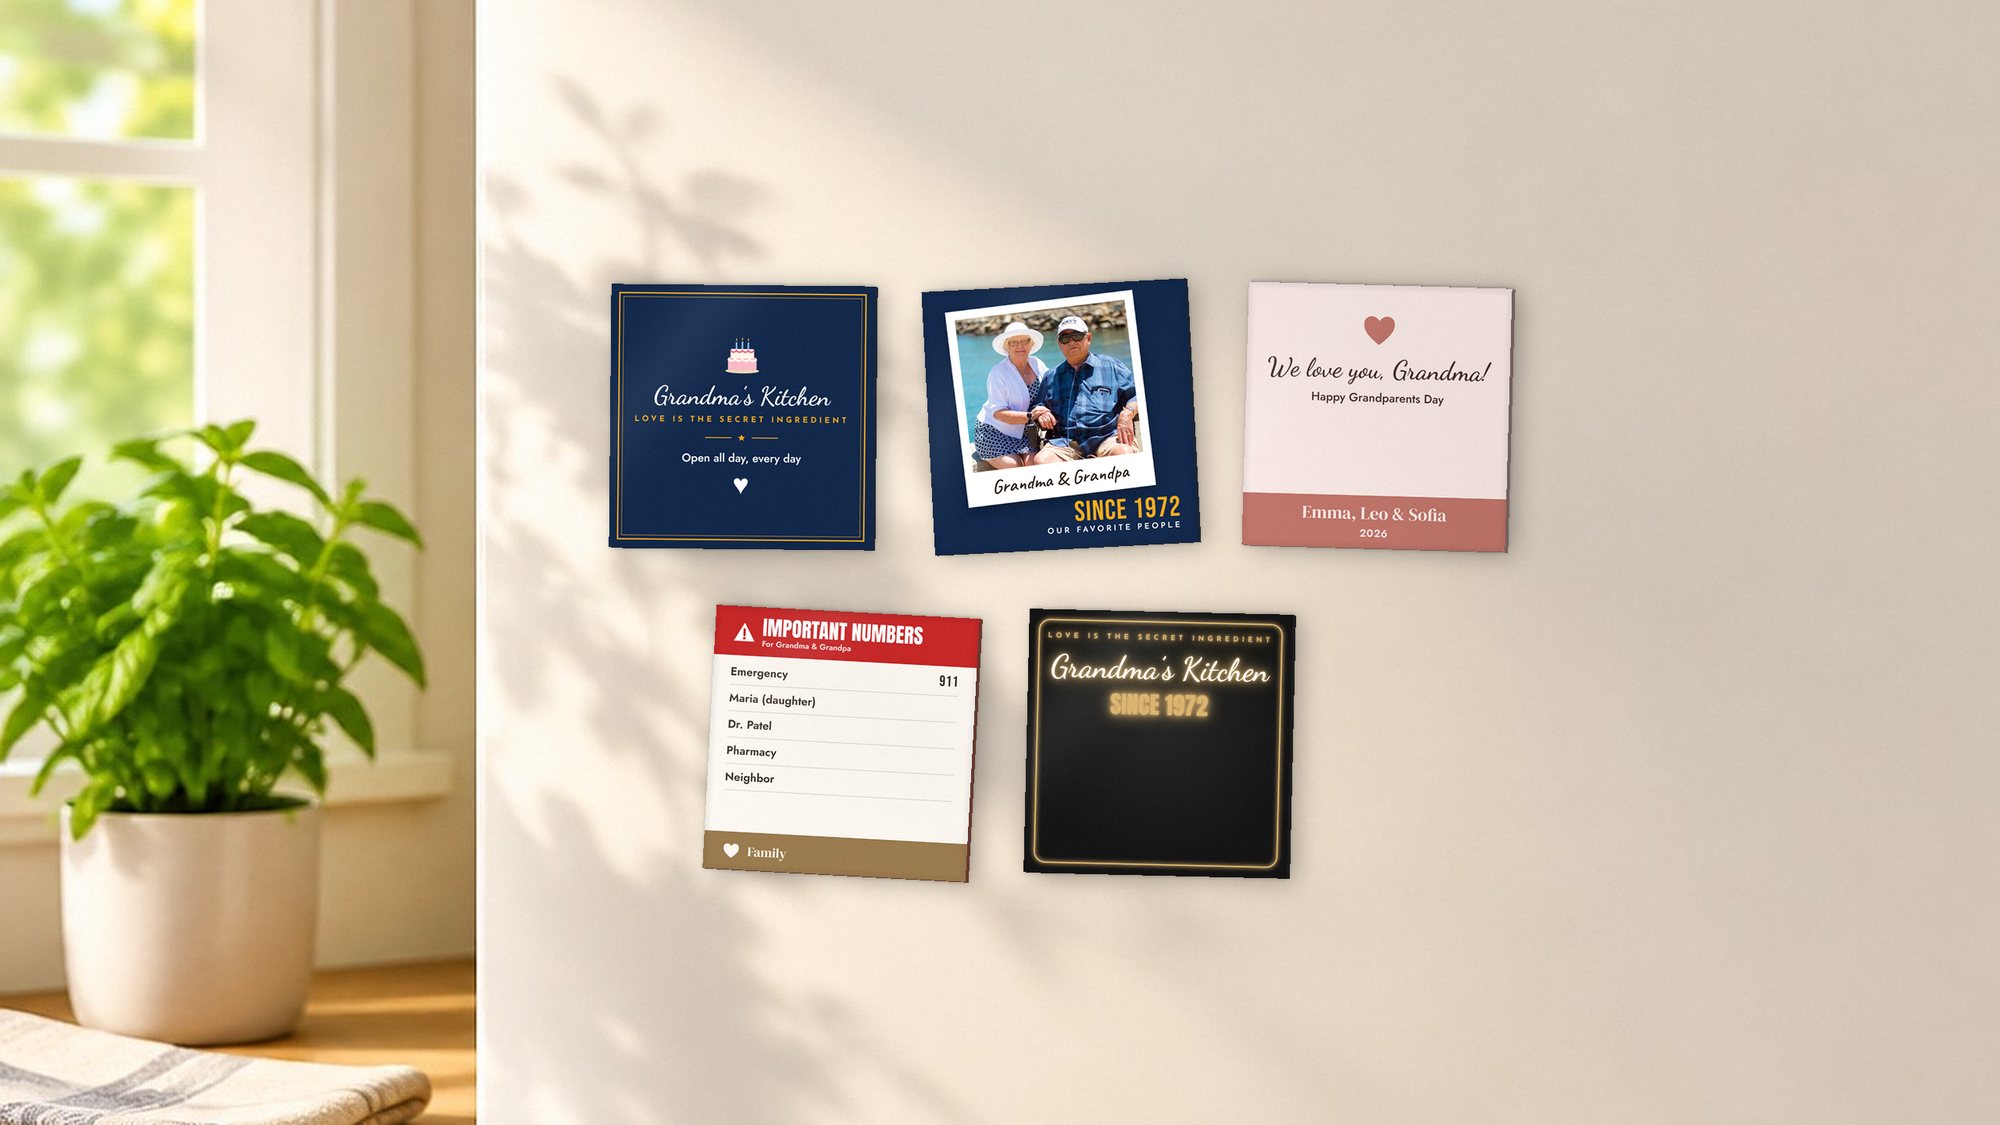 Grandma's Kitchen
LOVE IS THE SECRET INGREDIENT
Open all day, every day
Grandma & Grandpa
SINCE 1972
OUR FAVORITE PEOPLE
We love you, Grandma!
Happy Grandparents Day
Emma, Leo & Sofia
2026
IMPORTANT NUMBERS
For Grandma & Grandpa
Emergency 911
Maria (daughter)
Dr. Patel
Pharmacy
Neighbor
Family
LOVE IS THE SECRET INGREDIENT
Grandma's Kitchen
SINCE 1972